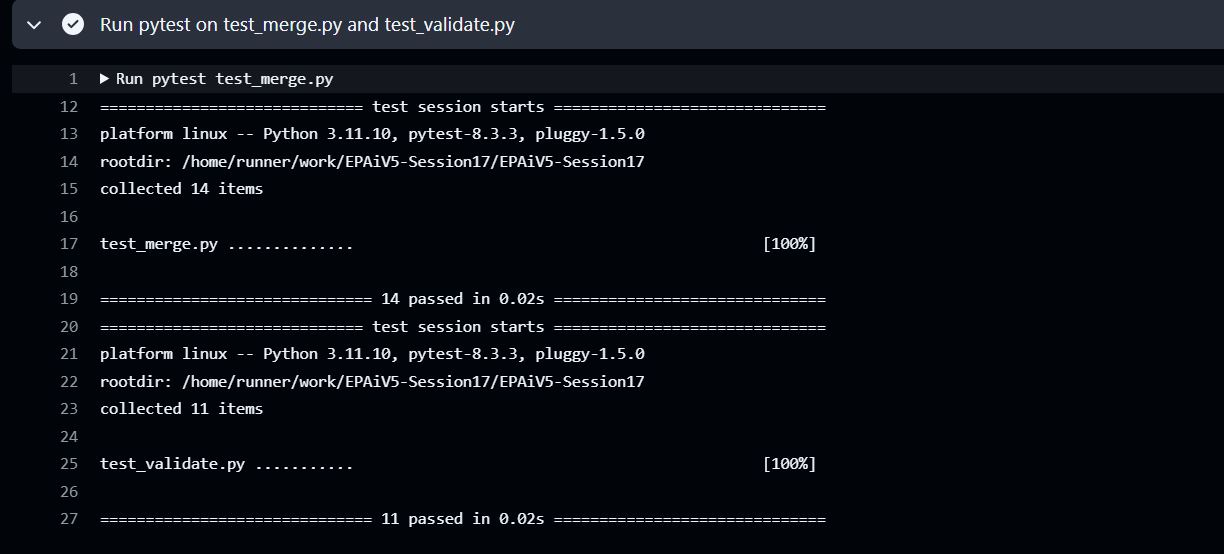 Run pytest on test_merge.py and test_validate.py
1 ▶ Run pytest test_merge.py
12 ============================== test session starts ==============================
13 platform linux -- Python 3.11.10, pytest-8.3.3, pluggy-1.5.0
14 rootdir: /home/runner/work/EPAiV5-Session17/EPAiV5-Session17
15 collected 14 items
16
17 test_merge.py .............. [100%]
18
19 ============================== 14 passed in 0.02s ==============================
20 ============================== test session starts ==============================
21 platform linux -- Python 3.11.10, pytest-8.3.3, pluggy-1.5.0
22 rootdir: /home/runner/work/EPAiV5-Session17/EPAiV5-Session17
23 collected 11 items
24
25 test_validate.py ........... [100%]
26
27 ============================== 11 passed in 0.02s ==============================